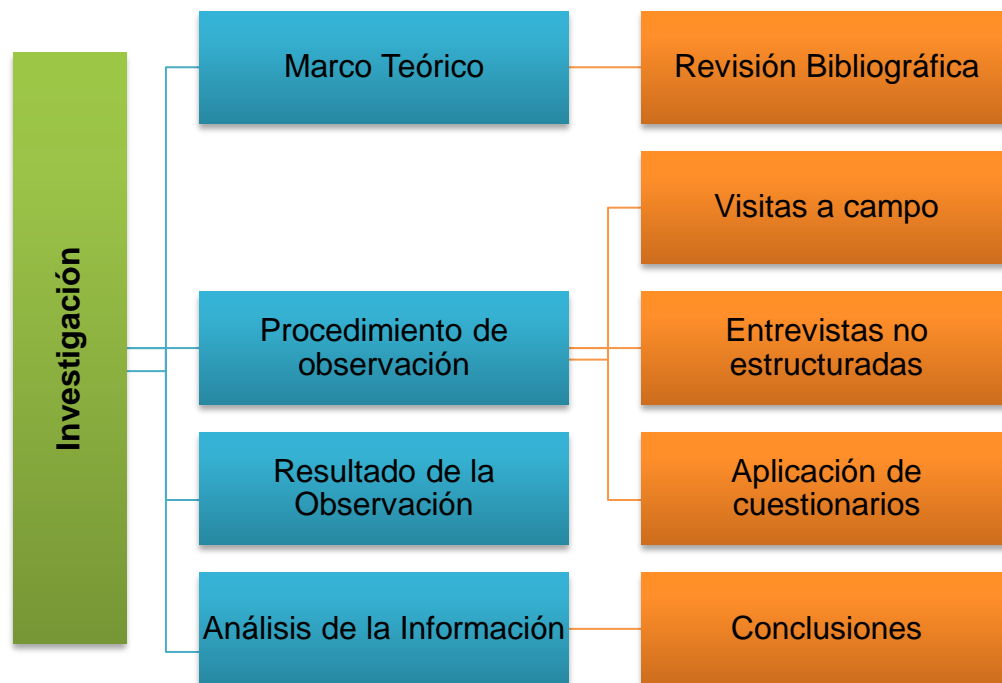 Investigación
Marco Teórico
Revisión Bibliográfica
Procedimiento de
observación
Visitas a campo
Entrevistas no
estructuradas
Aplicación de
cuestionarios
Resultado de la
Observación
Análisis de la Información
Conclusiones